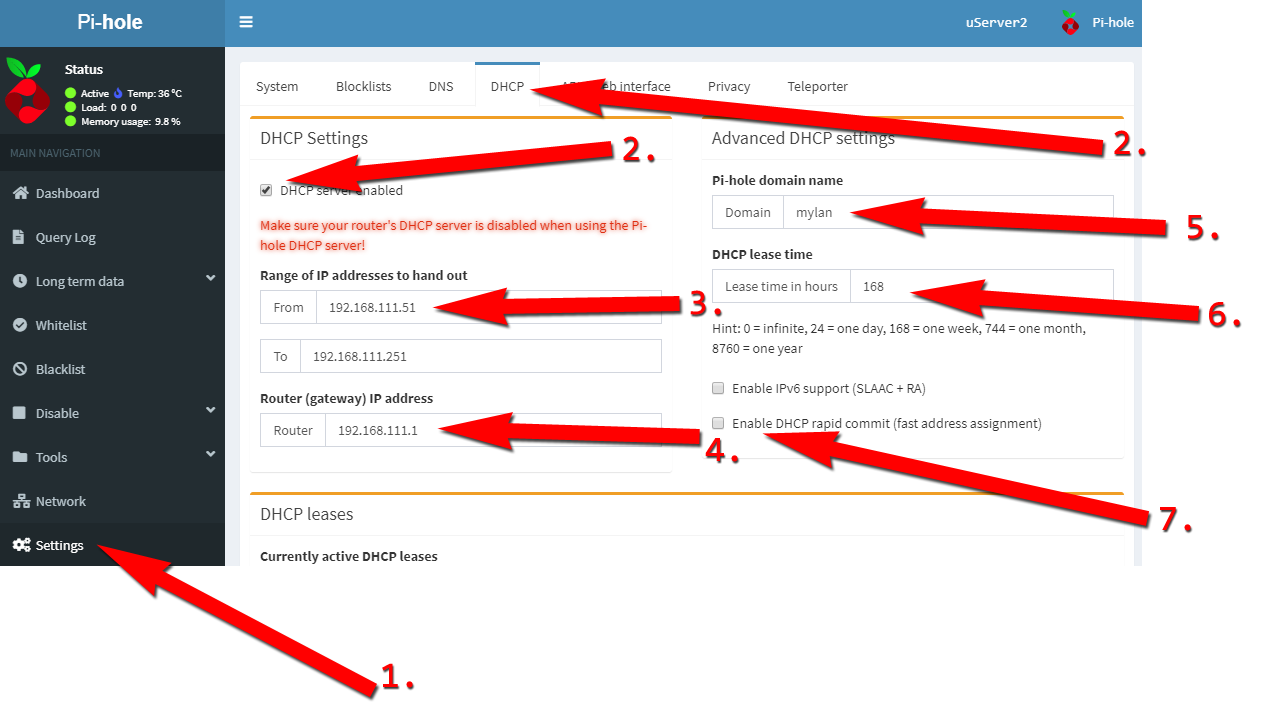 Pi-hole
uServer2
Pi-hole
Status
Active Temp: 36 °C
Load: 0 0 0
Memory usage: 9.8 %
MAIN NAVIGATION
Dashboard
Query Log
Long term data
Whitelist
Blacklist
Disable
Tools
Network
Settings
1.
System Blocklists DNS DHCP interface Privacy Teleporter
2.
DHCP Settings
2.
DHCP server enabled
Make sure your router's DHCP server is disabled when using the Pi-
hole DHCP server!
Range of IP addresses to hand out
From 192.168.111.51
3.
To 192.168.111.251
Router (gateway) IP address
Router 192.168.111.1
4.
Advanced DHCP settings
Pi-hole domain name
Domain mylan
5.
DHCP lease time
Lease time in hours 168
6.
Hint: 0 = infinite, 24 = one day, 168 = one week, 744 = one month,
8760 = one year
Enable IPv6 support (SLAAC + RA)
Enable DHCP rapid commit (fast address assignment)
7.
DHCP leases
Currently active DHCP leases